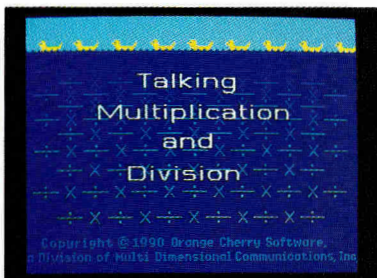 Talking
Multiplication
and
Division
÷ × ÷ × ÷ × ÷ × ÷
Copyright © 1990 Orange Cherry Software,
n Division of Multi Dimensional Communications, Inc